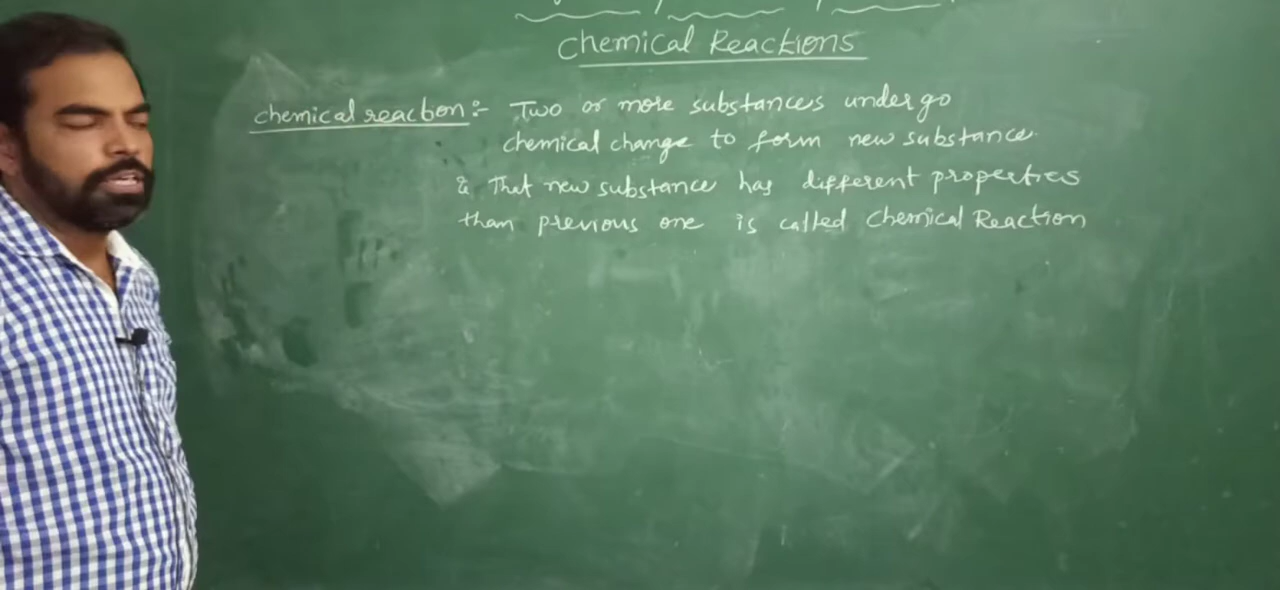 Chemical Reactions
chemical reaction:- Two or more substances undergo
chemical change to form new substance.
& That new substance has different properties
than previous one is called Chemical Reaction